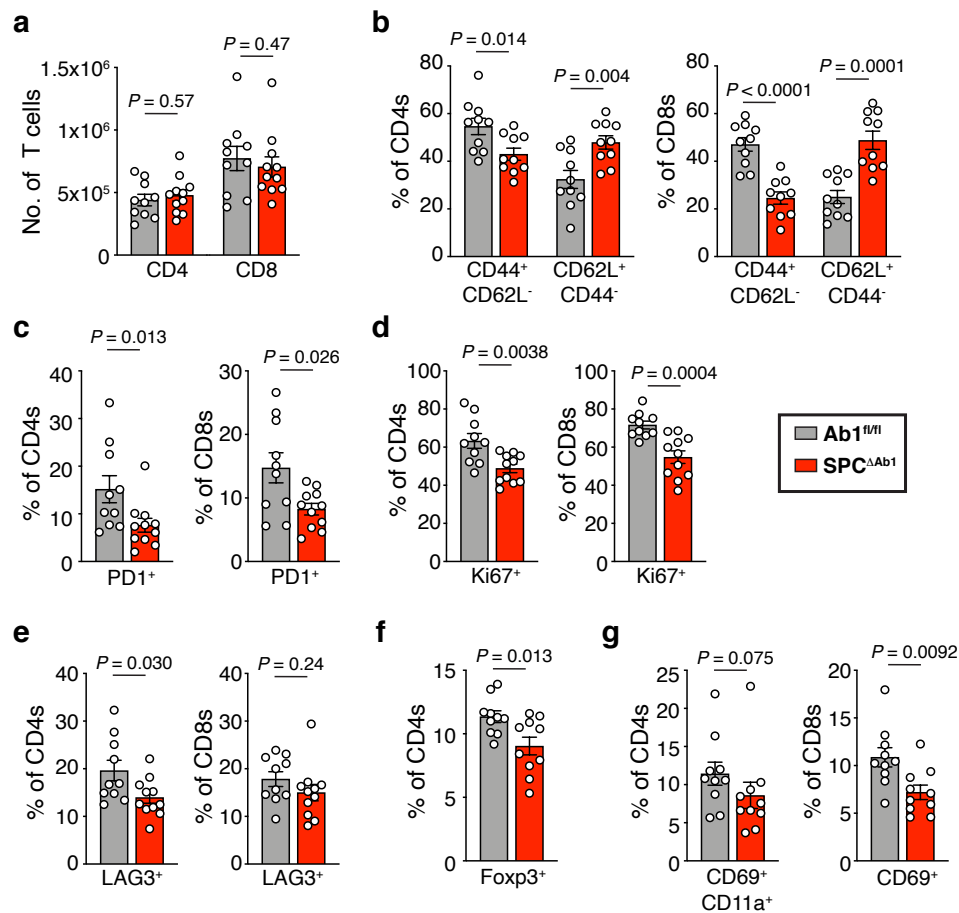 a
No. of T cells
1.5x10⁶
1x10⁶
5x10⁵
0
P = 0.57
P = 0.47
CD4
CD8
b
% of CD4s
80
60
40
20
0
P = 0.014
P = 0.004
CD44⁺
CD62L⁻
CD62L⁺
CD44⁻
% of CD8s
80
60
40
20
0
P < 0.0001
P = 0.0001
CD44⁺
CD62L⁻
CD62L⁺
CD44⁻
c
% of CD4s
40
30
20
10
0
P = 0.013
PD1⁺
% of CD8s
30
20
10
0
P = 0.026
PD1⁺
d
% of CD4s
100
80
60
40
20
0
P = 0.0038
Ki67⁺
% of CD8s
100
80
60
40
20
0
P = 0.0004
Ki67⁺
Ab1ᶠˡ/ᶠˡ
SPC^ΔAb1
e
% of CD4s
40
30
20
10
0
P = 0.030
LAG3⁺
% of CD8s
40
30
20
10
0
P = 0.24
LAG3⁺
f
% of CD4s
15
10
5
0
P = 0.013
Foxp3⁺
g
% of CD4s
25
20
15
10
5
0
P = 0.075
CD69⁺
CD11a⁺
% of CD8s
20
15
10
5
0
P = 0.0092
CD69⁺